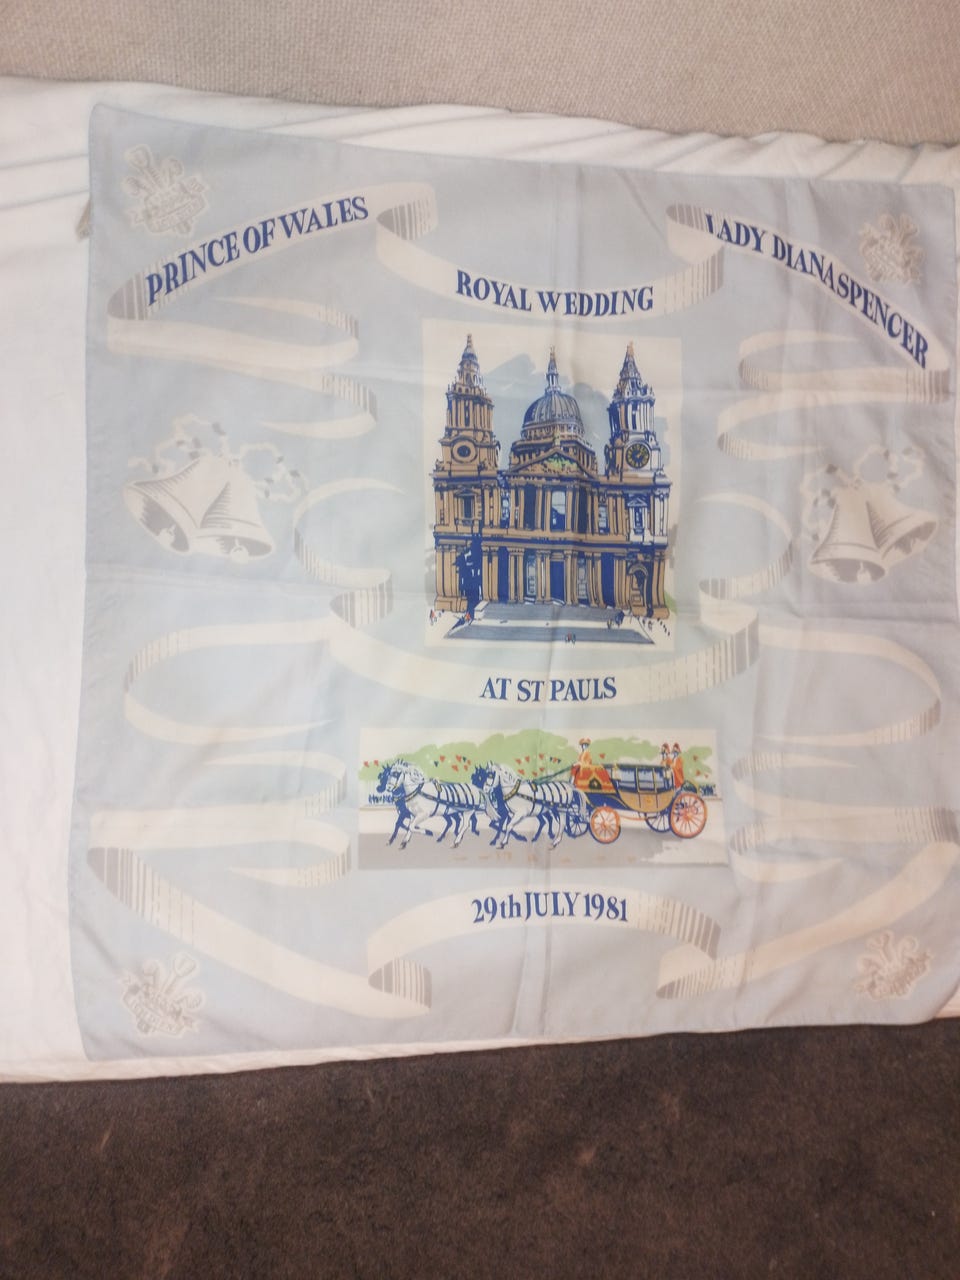 PRINCE OF WALES
ROYAL WEDDING
LADY DIANA SPENCER
AT ST PAULS
29th JULY 1981